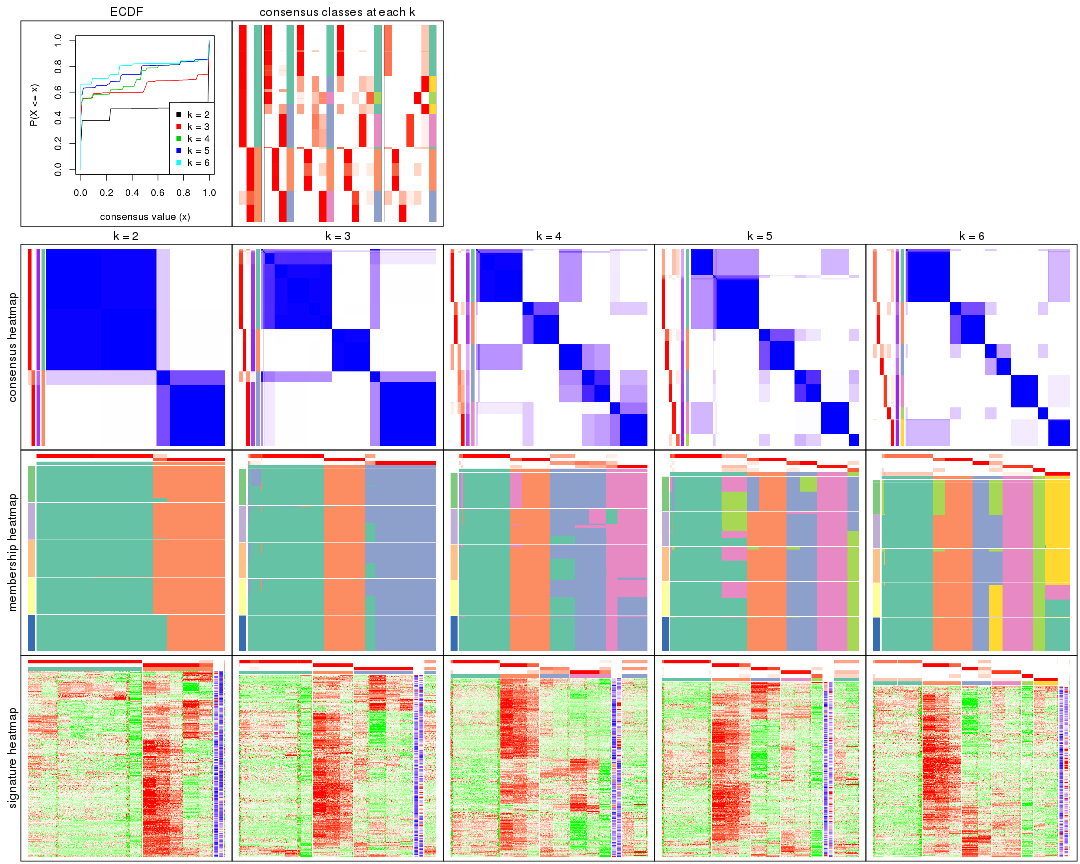 ECDF
consensus classes at each k
P(X <= x)
0.0 0.2 0.4 0.6 0.8 1.0
k = 2
k = 3
k = 4
k = 5
k = 6
0.0 0.2 0.4 0.6 0.8 1.0
consensus value (x)
k = 2 k = 3 k = 4 k = 5 k = 6
consensus heatmap
membership heatmap
signature heatmap